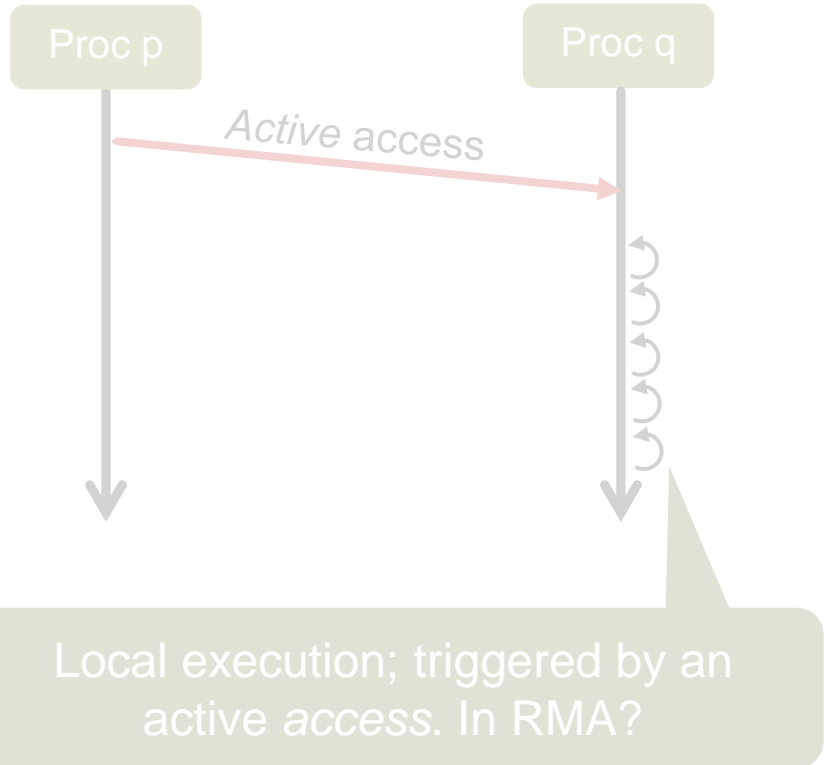 Proc p
Proc q
Active access
Local execution; triggered by an
active access. In RMA?